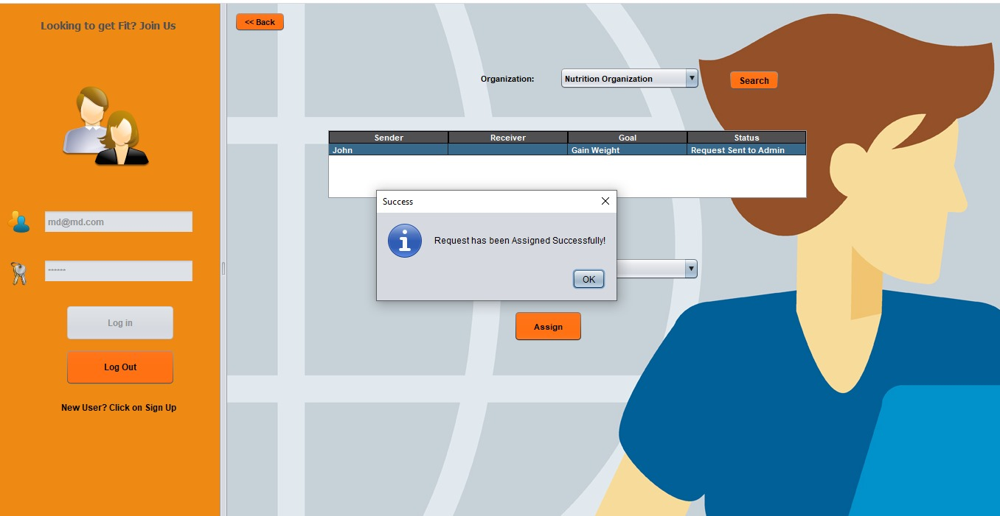 Looking to get Fit? Join Us
md@md.com
******
Log in
Log Out
New User? Click on Sign Up
<< Back
Organization:
Nutrition Organization
Search
Sender Receiver Goal Status
John Gain Weight Request Sent to Admin
Success
Request has been Assigned Successfully!
OK
Assign